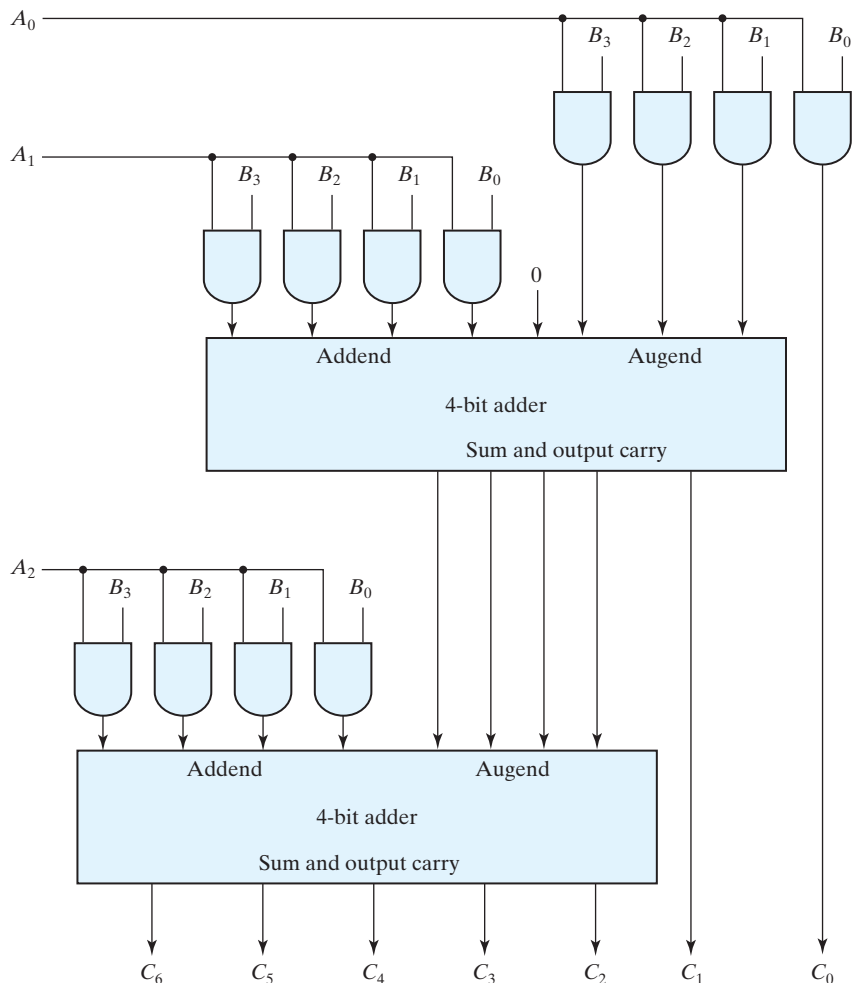 A₀
B₃ B₂ B₁ B₀
A₁
B₃ B₂ B₁ B₀
0
Addend Augend
4-bit adder
Sum and output carry
A₂
B₃ B₂ B₁ B₀
Addend Augend
4-bit adder
Sum and output carry
C₆ C₅ C₄ C₃ C₂ C₁ C₀